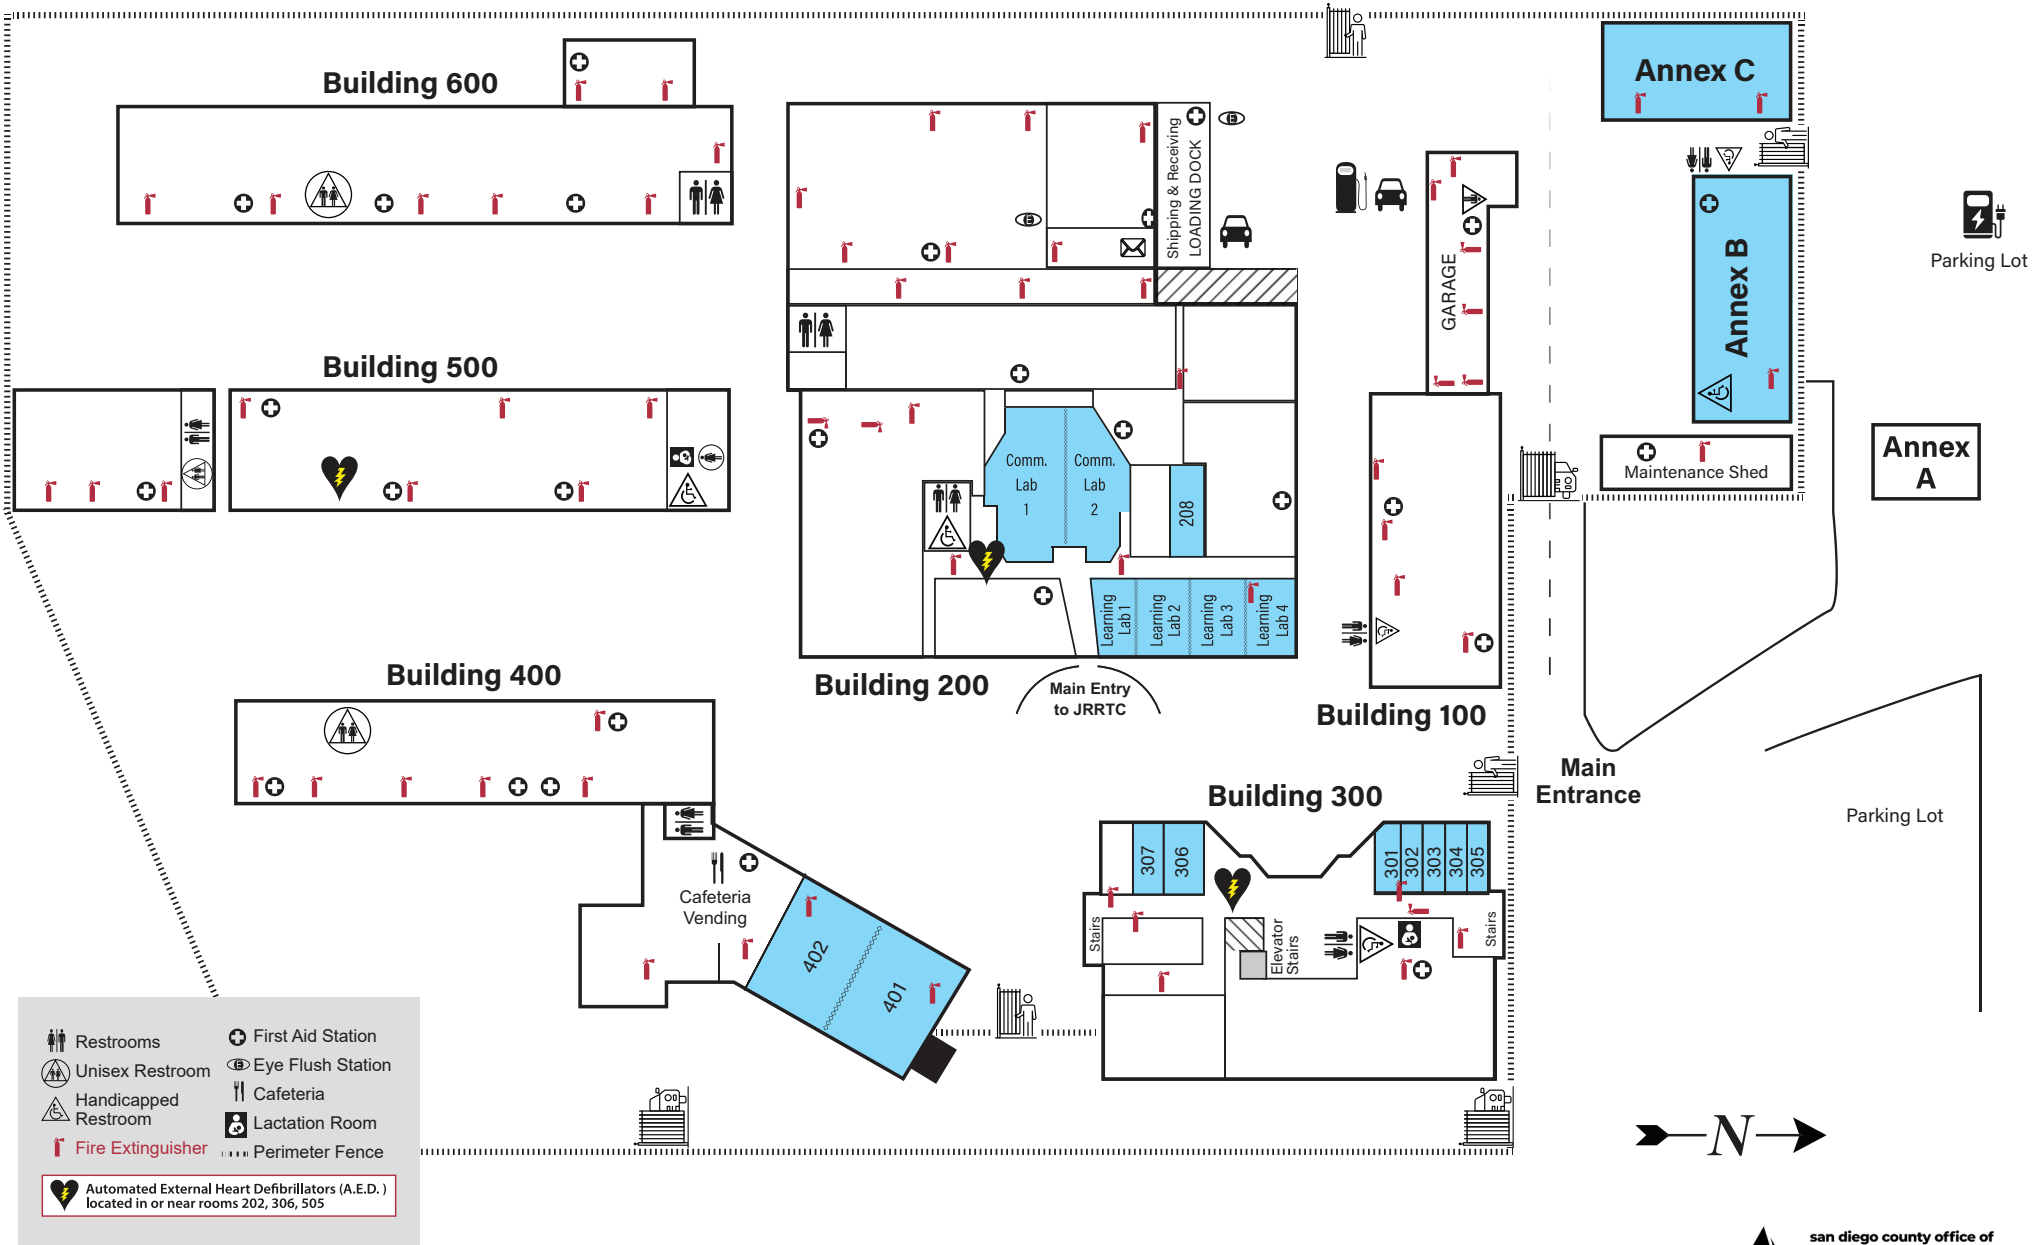 Building 600
Annex C
Shipping & Receiving
LOADING DOCK
GARAGE
Annex B
Parking Lot
Building 500
Comm.
Lab
1
Comm.
Lab
2
208
Maintenance Shed
Annex
A
Learning
Lab 1
Learning
Lab 2
Learning
Lab 3
Learning
Lab 4
Building 400
Building 200
Main Entry
to JRRTC
Building 100
Main
Entrance
Parking Lot
Building 300
307
306
301
302
303
304
305
Cafeteria
Vending
402
401
Stairs
Elevator
Stairs
Stairs
Restrooms
Unisex Restroom
Handicapped
Restroom
Fire Extinguisher
First Aid Station
Eye Flush Station
Cafeteria
Lactation Room
Perimeter Fence
Automated External Heart Defibrillators (A.E.D. )
located in or near rooms 202, 306, 505
N
san diego county office of